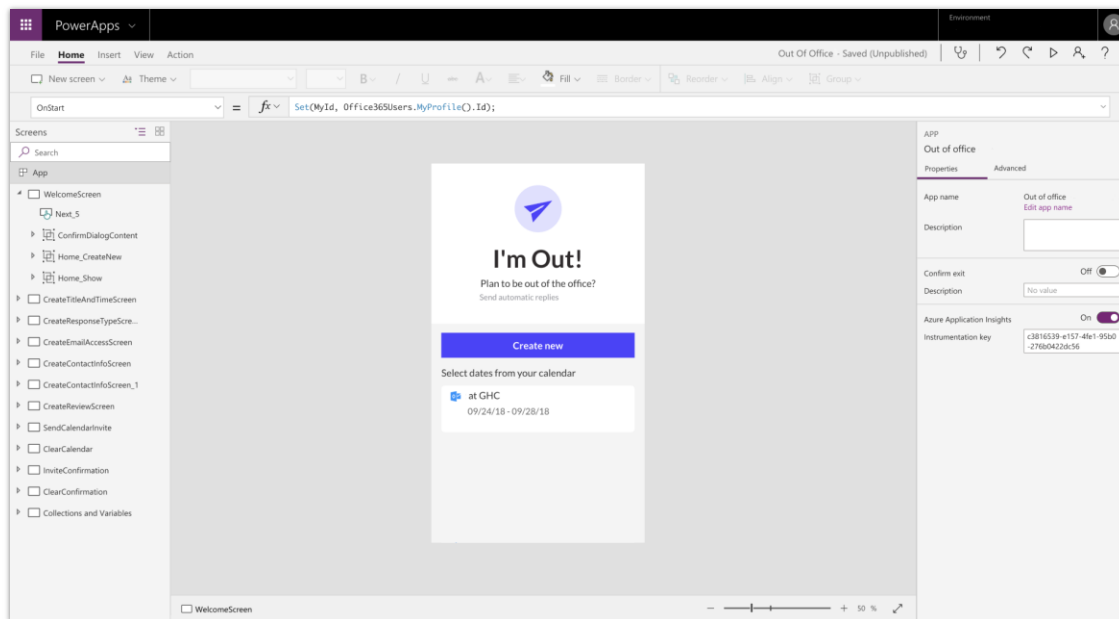 PowerApps
Environment
File Home Insert View Action
Out Of Office - Saved (Unpublished)
New screen Theme B / U abc A Fill Border Reorder Align Group
OnStart = fx Set(MyId, Office365Users.MyProfile().Id);
Screens
Search
App
WelcomeScreen
Next_5
ConfirmDialogContent
Home_CreateNew
Home_Show
CreateTitleAndTimeScreen
CreateResponseTypeScre...
CreateEmailAccessScreen
CreateContactInfoScreen
CreateContactInfoScreen_1
CreateReviewScreen
SendCalendarInvite
ClearCalendar
InviteConfirmation
ClearConfirmation
Collections and Variables
I'm Out!
Plan to be out of the office?
Send automatic replies
Create new
Select dates from your calendar
at GHC
09/24/18 - 09/28/18
APP
Out of office
Properties Advanced
App name Out of office
Edit app name
Description
Confirm exit Off
Description No value
Azure Application Insights On
Instrumentation key c3816539-e157-4fe1-95b0
-276b0422dc56
WelcomeScreen
50 %